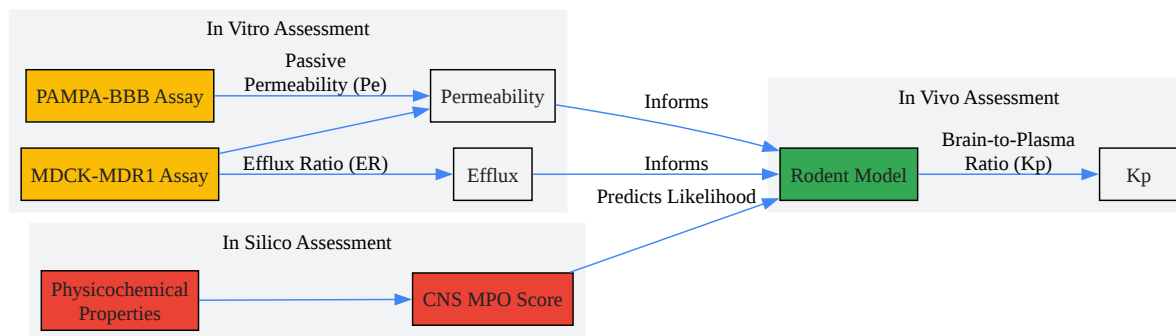 In Vitro Assessment
PAMPA-BBB Assay
Passive
Permeability (Pe)
Permeability
MDCK-MDR1 Assay
Efflux Ratio (ER)
Efflux
Informs
Informs
Predicts Likelihood
In Vivo Assessment
Rodent Model
Brain-to-Plasma
Ratio (Kp)
Kp
In Silico Assessment
Physicochemical
Properties
CNS MPO Score